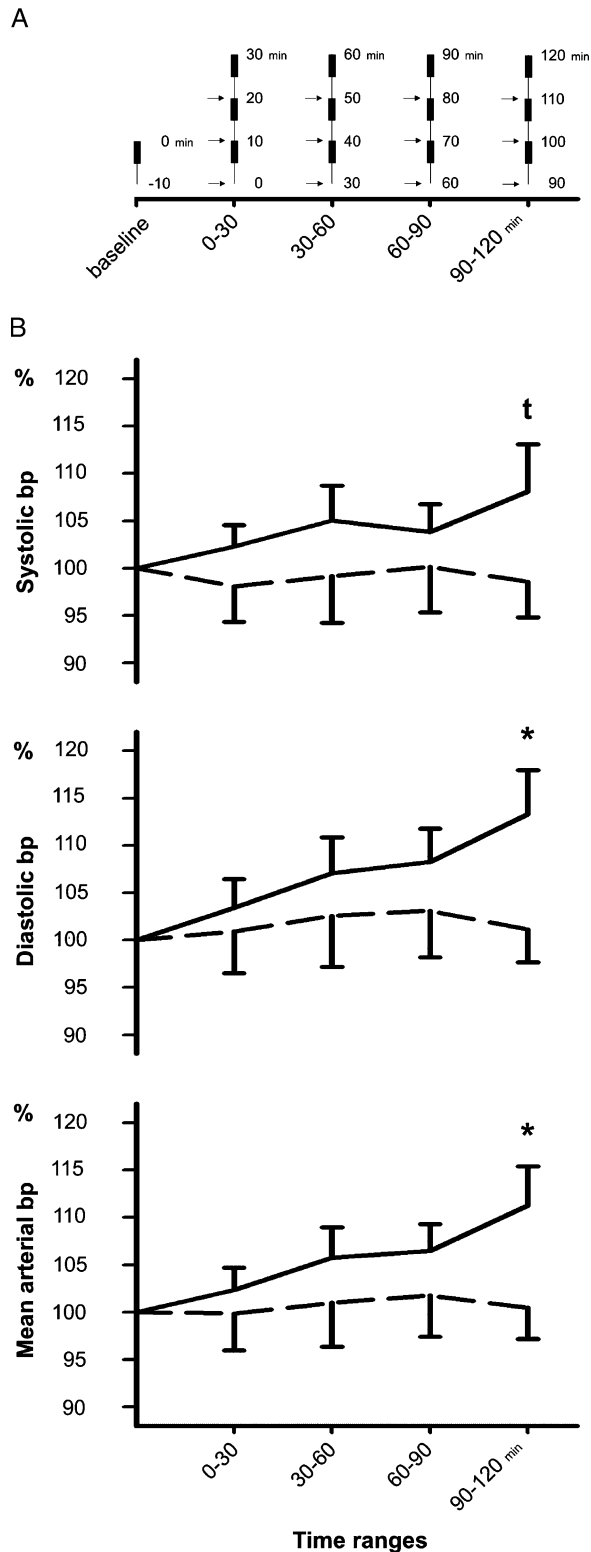 A
30 min 60 min 90 min 120 min
20 50 80 110
0 min 10 40 70 100
-10 0 30 60 90
baseline 0-30 30-60 60-90 90-120 min
B
%
120
115
110
105
100
95
90
Systolic bp
t
%
120
115
110
105
100
95
90
Diastolic bp
*
%
120
115
110
105
100
95
90
Mean arterial bp
*
0-30 30-60 60-90 90-120 min
Time ranges